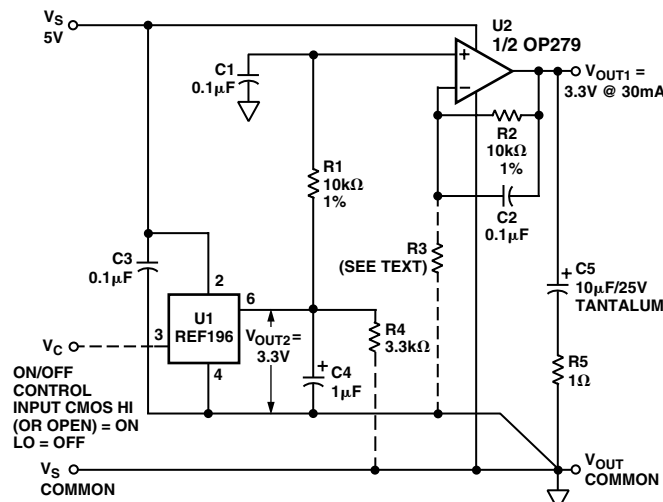 VS
5V
U2
1/2 OP279
C1
0.1µF
+
−
VOUT1 =
3.3V @ 30mA
R2
10kΩ
1%
R1
10kΩ
1%
C2
0.1µF
R3
(SEE TEXT)
C3
0.1µF
2
U1
REF196
6
3
4
VOUT2 =
3.3V
R4
3.3kΩ
+
C4
1µF
+
C5
10µF/25V
TANTALUM
R5
1Ω
VC
ON/OFF
CONTROL
INPUT CMOS HI
(OR OPEN) = ON
LO = OFF
VS
COMMON
VOUT
COMMON